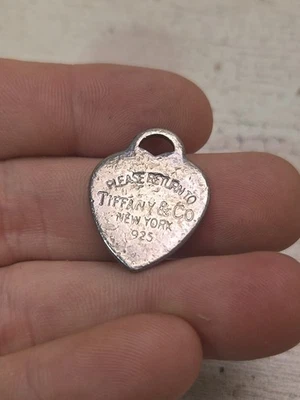 PLEASE RETURN TO
TIFFANY & CO.
NEW YORK
925